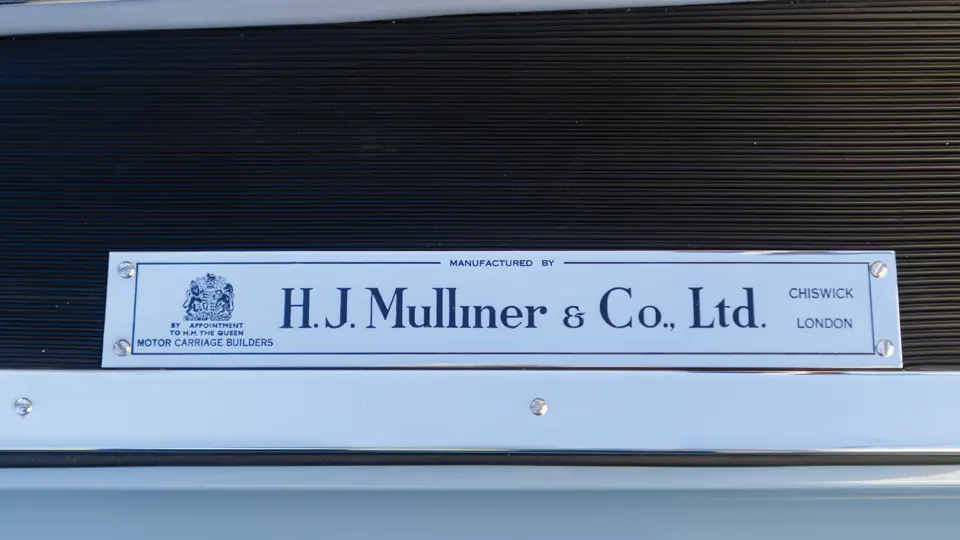 MANUFACTURED BY
BY APPOINTMENT
TO H.M. THE QUEEN
MOTOR CARRIAGE BUILDERS
H.J. Mulliner & Co., Ltd.
CHISWICK
LONDON